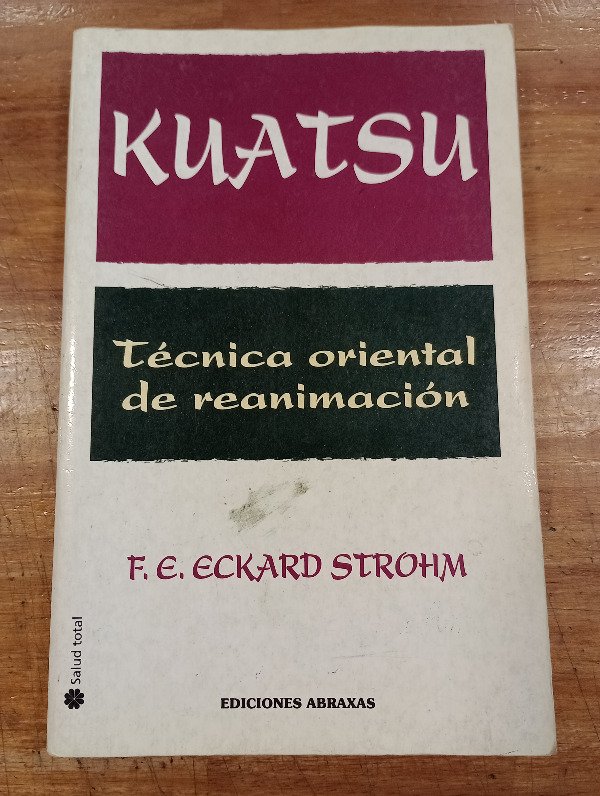 KUATSU
Técnica oriental
de reanimación
F. E. ECKARD STROHM
Salud total
EDICIONES ABRAXAS